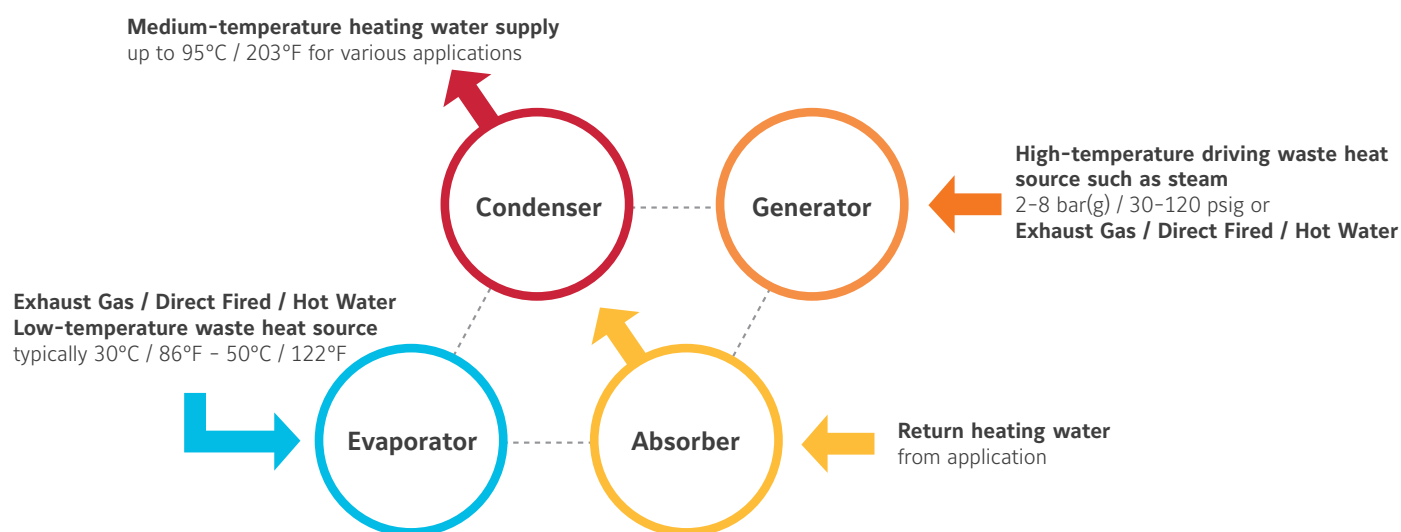 Medium-temperature heating water supply
up to 95°C / 203°F for various applications
Condenser
Generator
High-temperature driving waste heat
source such as steam
2-8 bar(g) / 30-120 psig or
Exhaust Gas / Direct Fired / Hot Water
Exhaust Gas / Direct Fired / Hot Water
Low-temperature waste heat source
typically 30°C / 86°F - 50°C / 122°F
Evaporator
Absorber
Return heating water
from application